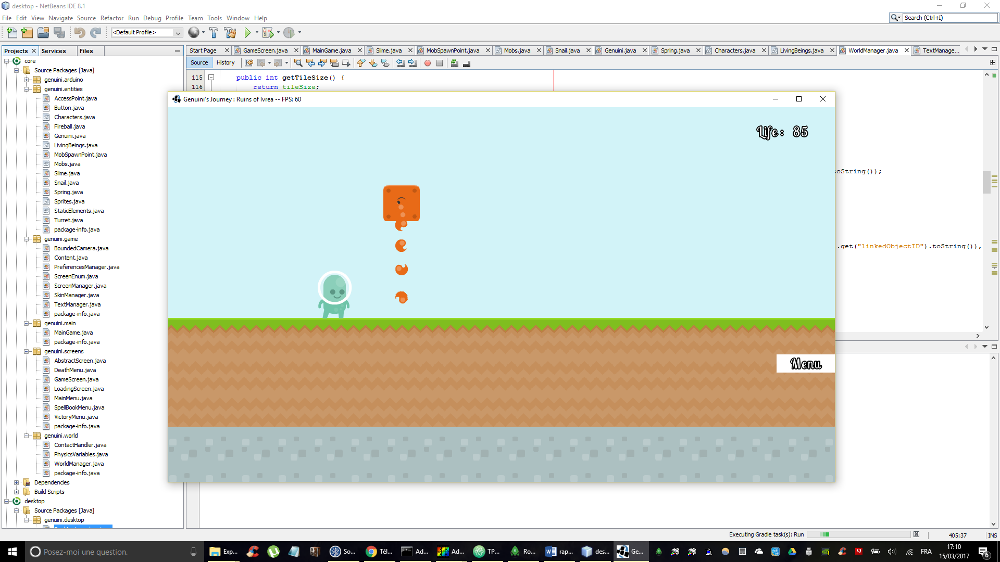 desktop - NetBeans IDE 8.1
File Edit View Navigate Source Refactor Run Debug Profile Team Tools Window Help
Search (Ctrl+I)
<Default Profile>
Projects Services Files
Start Page GameScreen.java MainGame.java Slime.java MobSpawnPoint.java Mobs.java Snail.java Genuini.java Spring.java Characters.java LivingBeings.java WorldManager.java TextManage...
Source History
core
Source Packages [Java]
genuini.arduino
genuini.entities
AccessPoint.java
Button.java
Characters.java
Fireball.java
Genuini.java
LivingBeings.java
MobSpawnPoint.java
Mobs.java
Slime.java
Snail.java
Spring.java
Sprites.java
StaticElements.java
Turret.java
package-info.java
genuini.game
BoundedCamera.java
Content.java
PreferencesManager.java
ScreenEnum.java
ScreenManager.java
SkinManager.java
TextManager.java
package-info.java
genuini.main
MainGame.java
package-info.java
genuini.screens
AbstractScreen.java
DeathMenu.java
GameScreen.java
LoadingScreen.java
MainMenu.java
SpellBookMenu.java
VictoryMenu.java
package-info.java
genuini.world
ContactHandler.java
PhysicsVariables.java
WorldManager.java
package-info.java
Dependencies
Build Scripts
desktop
Source Packages [Java]
genuini.desktop
115 public int getTileSize() {
116 return tileSize;
Genuini's Journey : Ruins of Ivrea -- FPS: 60
Life : 85
toString());
.get("linkedObjectID").toString()),
Menu
Executing Gradle task(s): Run
405:37 INS
Posez-moi une question.
Exp... So... Tél... Ad... Ad... TP... Ro... rap... des... Ge...
FRA
17:10
15/03/2017
6